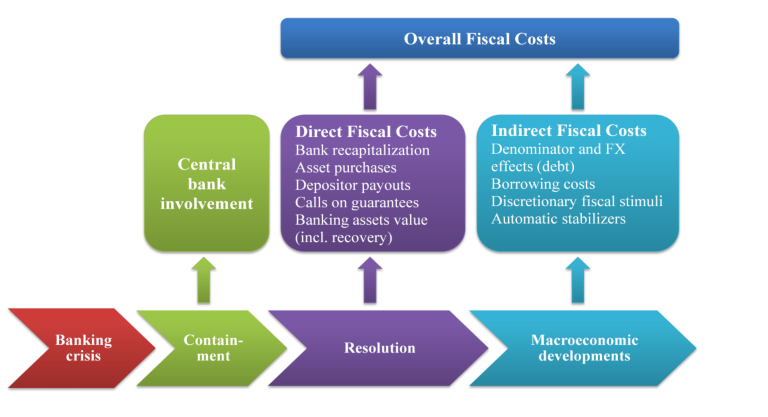 Overall Fiscal Costs
Central
bank
involvement
Direct Fiscal Costs
Bank recapitalization
Asset purchases
Depositor payouts
Calls on guarantees
Banking assets value
(incl. recovery)
Indirect Fiscal Costs
Denominator and FX
effects (debt)
Borrowing costs
Discretionary fiscal stimuli
Automatic stabilizers
Banking
crisis
Contain-
ment
Resolution
Macroeconomic
developments